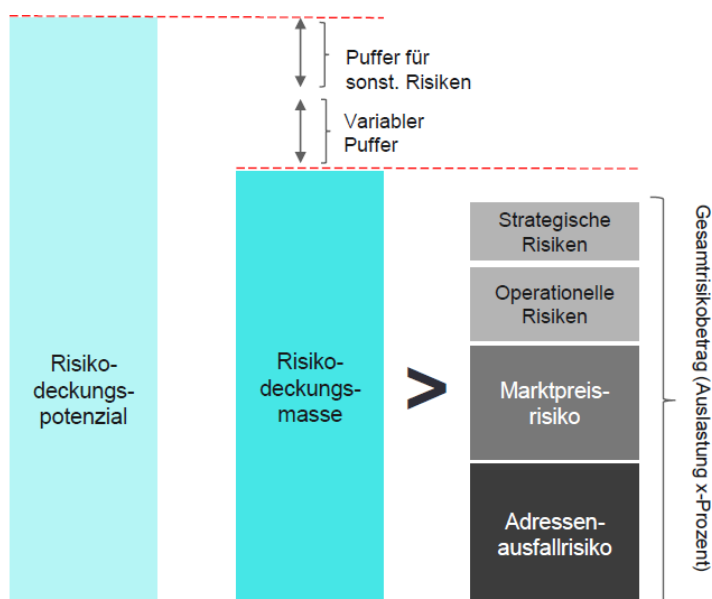 Puffer für
sonst. Risiken
Variabler
Puffer
Risiko-
deckungs-
potenzial
Risiko-
deckungs-
masse
>
Strategische
Risiken
Operationelle
Risiken
Marktpreis-
risiko
Adressen-
ausfallrisiko
Gesamtrisikobetrag (Auslastung x-Prozent)